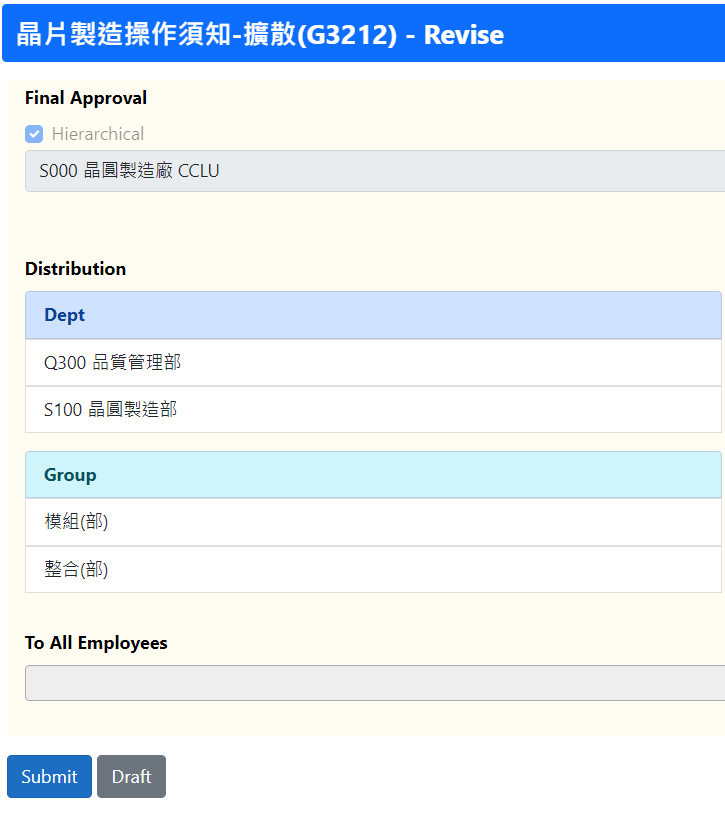 晶片製造操作須知-擴散(G3212) - Revise
Final Approval
Hierarchical
S000 晶圓製造廠 CCLU
Distribution
Dept
Q300 品質管理部
S100 晶圓製造部
Group
模組(部)
整合(部)
To All Employees
Submit
Draft